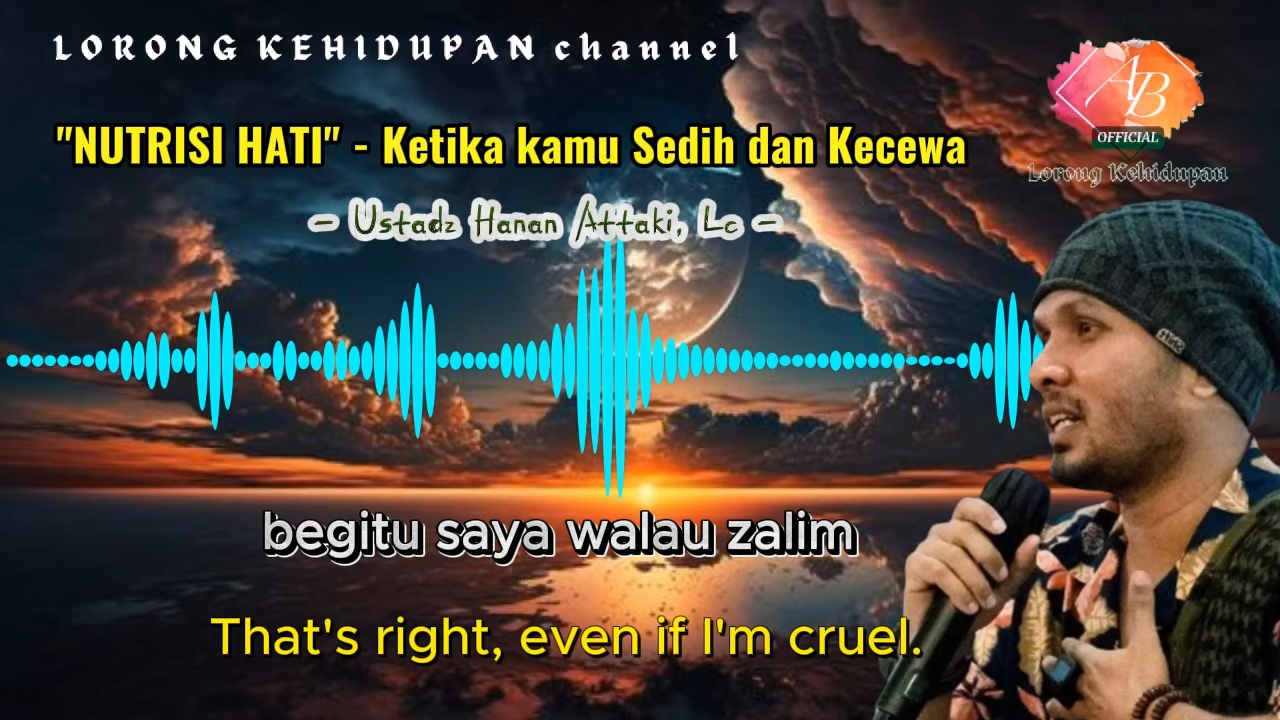 LORONG KEHIDUPAN channel
AB
OFFICIAL
Lorong Kehidupan
"NUTRISI HATI" - Ketika kamu Sedih dan Kecewa
- Ustadz Hanan Attaki, Lc -
begitu saya walau zalim
That's right, even if I'm cruel.